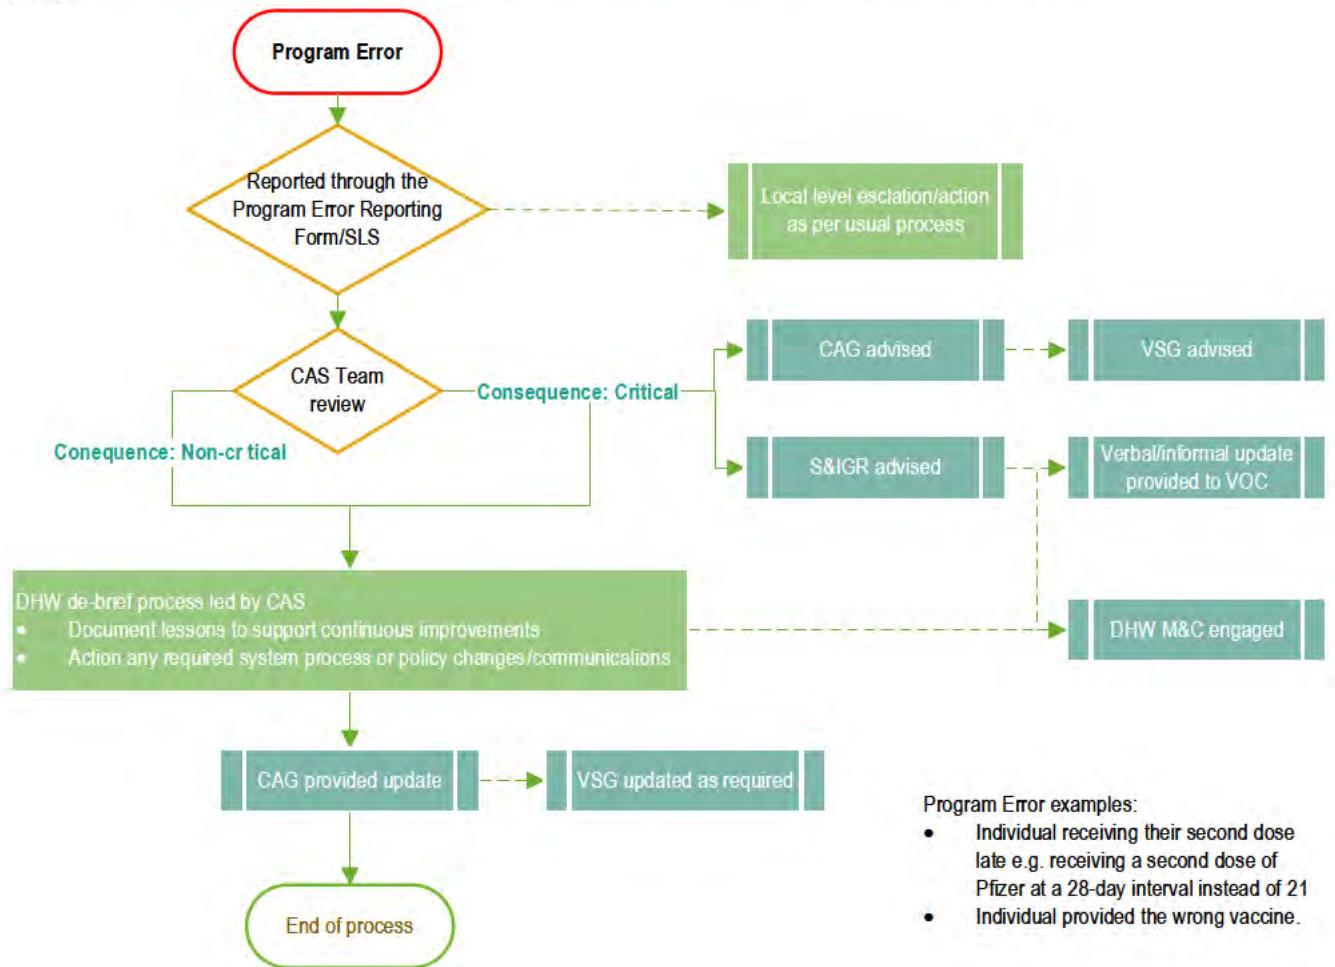 Program Error
Reported through the
Program Error Reporting
Form/SLS
Local level esclation/action
as per usual process
CAS Team
review
Consequence: Critical
Conequence: Non-cr tical
CAG advised
VSG advised
S&IGR advised
Verbal/informal update
provided to VOC
DHW de-brief process led by CAS
• Document lessons to support continuous improvements
• Action any required system process or policy changes/communications
DHW M&C engaged
CAG provided update
VSG updated as required
Program Error examples:
• Individual receiving their second dose
late e.g. receiving a second dose of
Pfizer at a 28-day interval instead of 21
• Individual provided the wrong vaccine.
End of process